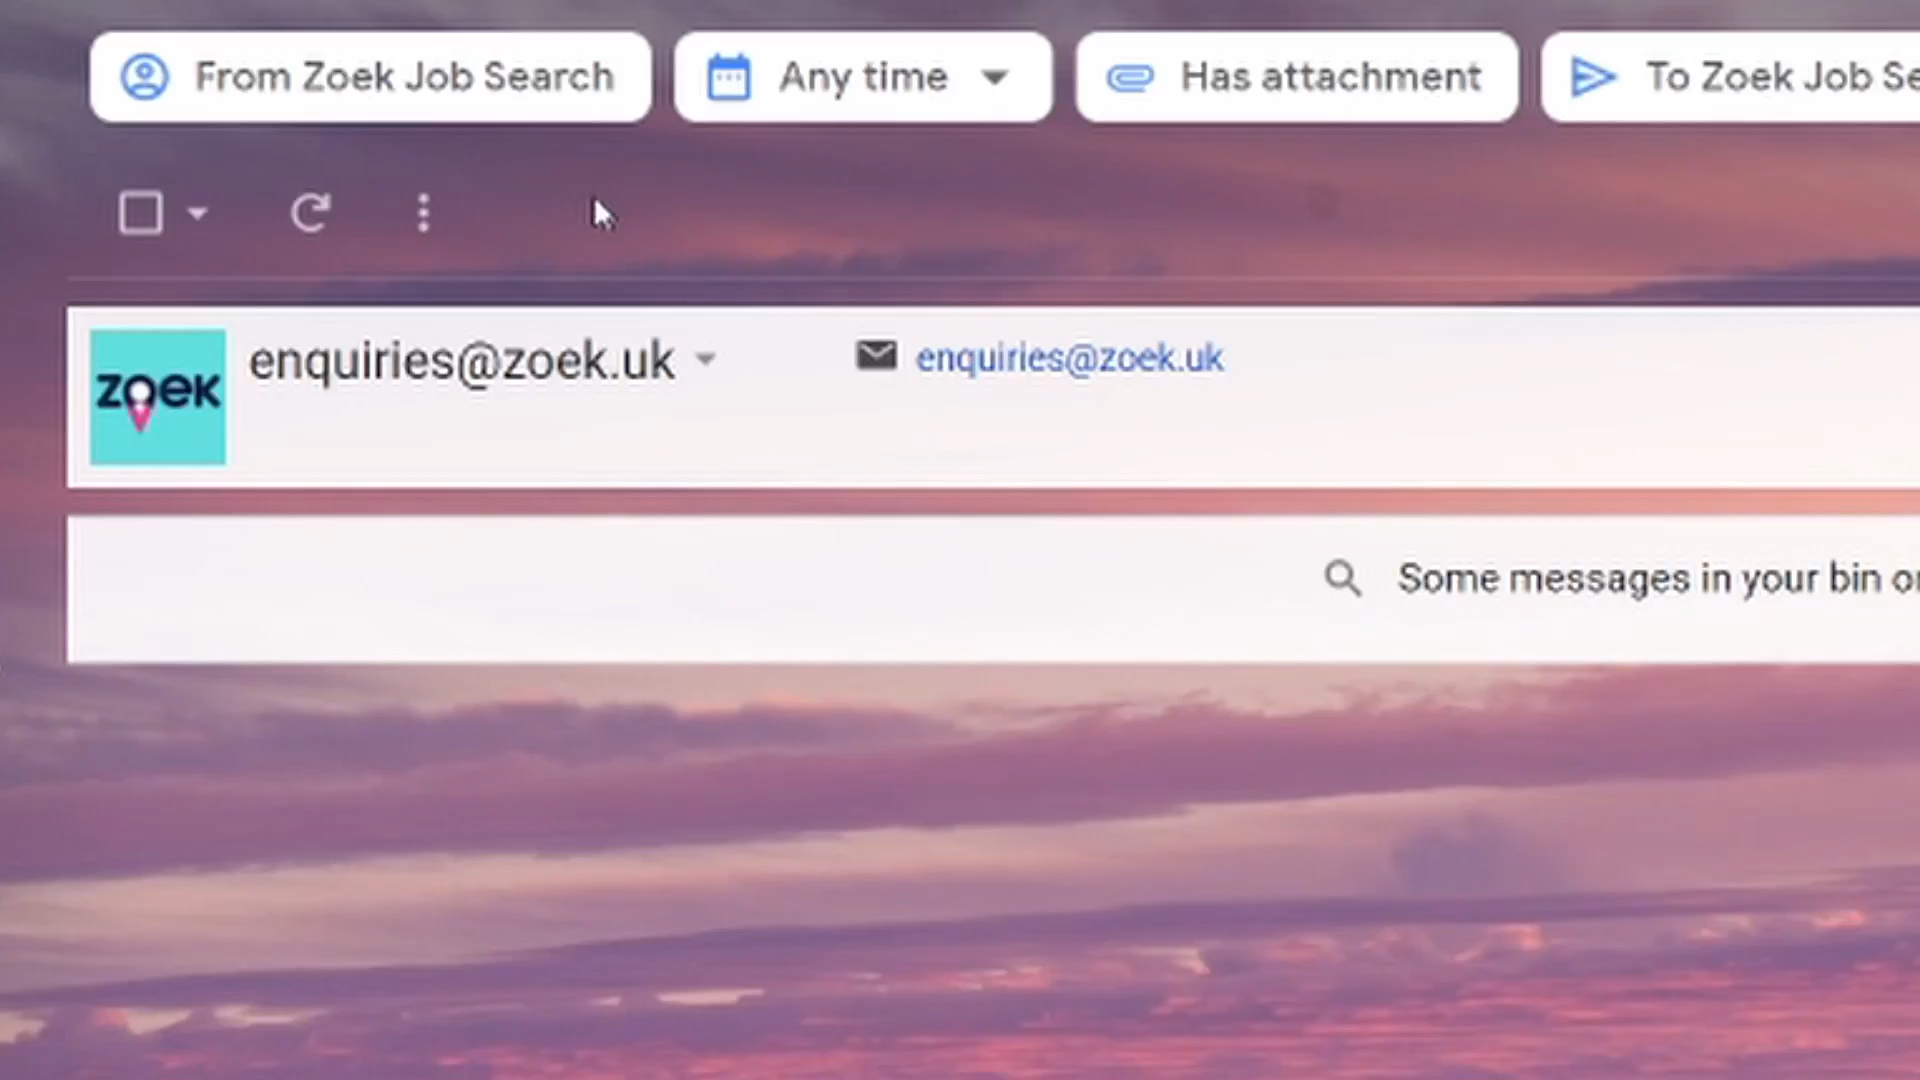 From Zoek Job Search
Any time
Has attachment
To Zoek Job Se
zoek
enquiries@zoek.uk
enquiries@zoek.uk
Some messages in your bin or